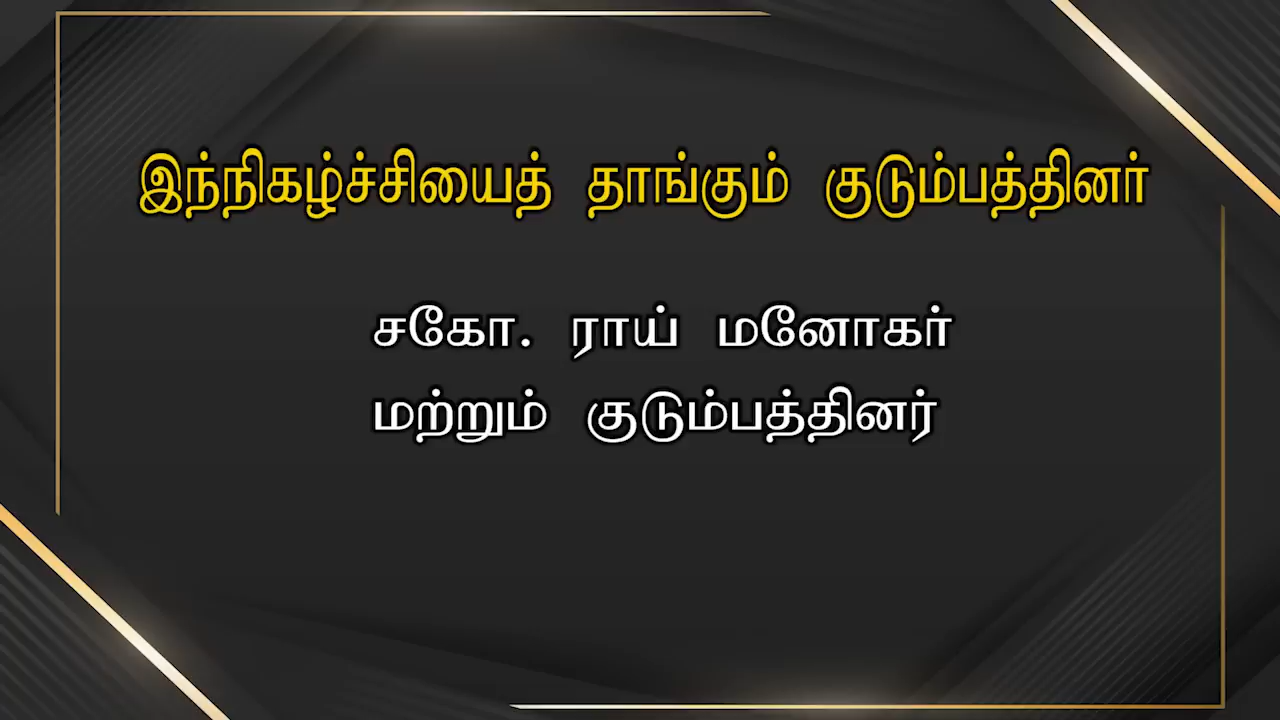 இந்நிகழ்ச்சியைத் தாங்கும் குடும்பத்தினர்
சகோ. ராய் மனோகர்
மற்றும் குடும்பத்தினர்